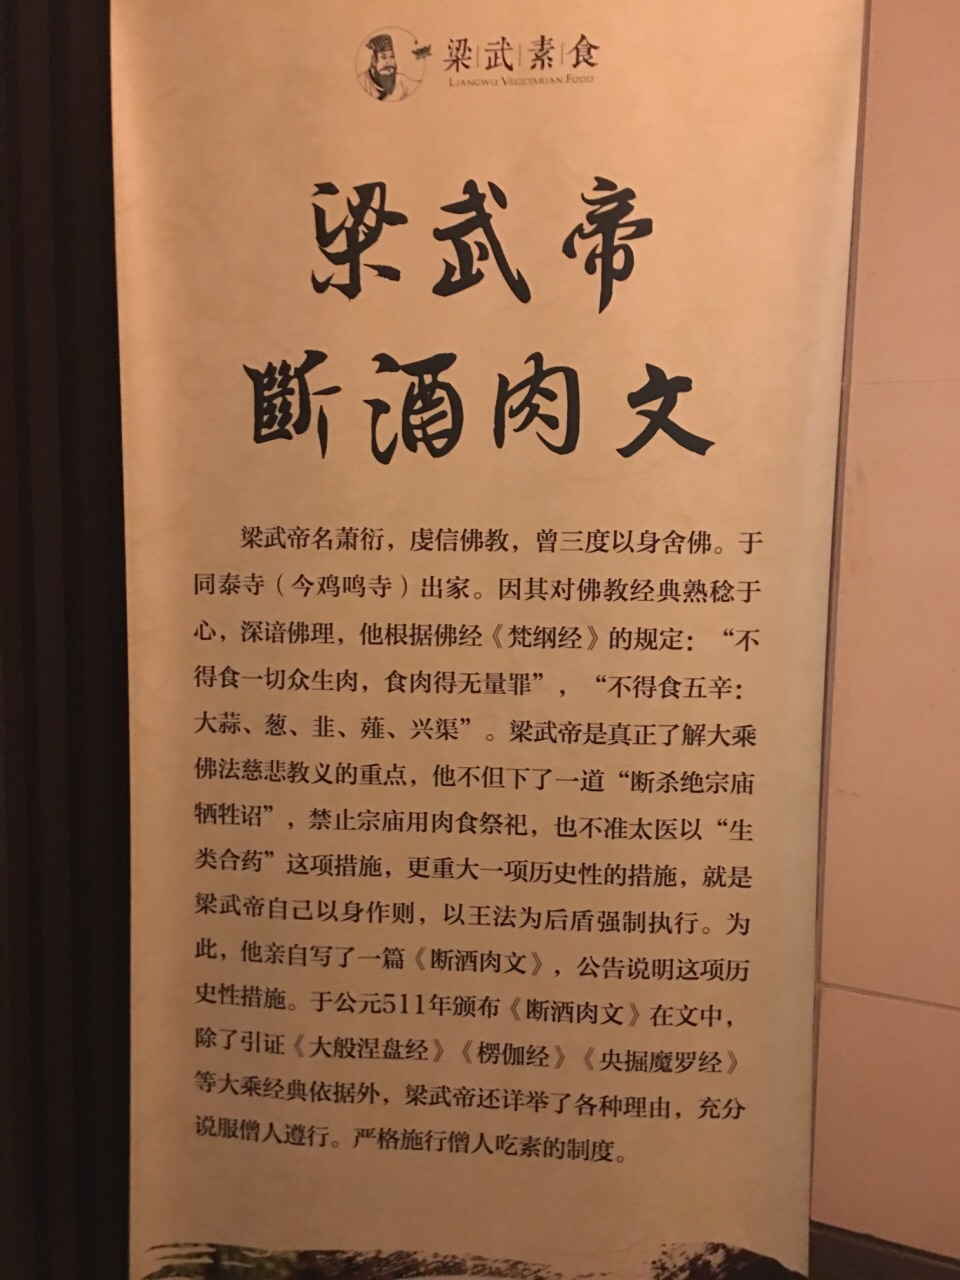 梁武素食
LIANGWU VEGETARIAN FOOD
梁武帝
斷酒肉文
梁武帝名萧衍，虔信佛教，曾三度以身舍佛。于
同泰寺（今鸡鸣寺）出家。因其对佛教经典熟稔于
心，深谙佛理，他根据佛经《梵纲经》的规定：“不
得食一切众生肉，食肉得无量罪”，“不得食五辛：
大蒜、葱、韭、薤、兴渠”。梁武帝是真正了解大乘
佛法慈悲教义的重点，他不但下了一道“断杀绝宗庙
牺牲诏”，禁止宗庙用肉食祭祀，也不准太医以“生
类合药”这项措施，更重大一项历史性的措施，就是
梁武帝自己以身作则，以王法为后盾强制执行。为
此，他亲自写了一篇《断酒肉文》，公告说明这项历
史性措施。于公元511年颁布《断酒肉文》在文中，
除了引证《大般涅盘经》《楞伽经》《央掘魔罗经》
等大乘经典依据外，梁武帝还详举了各种理由，充分
说服僧人遵行。严格施行僧人吃素的制度。